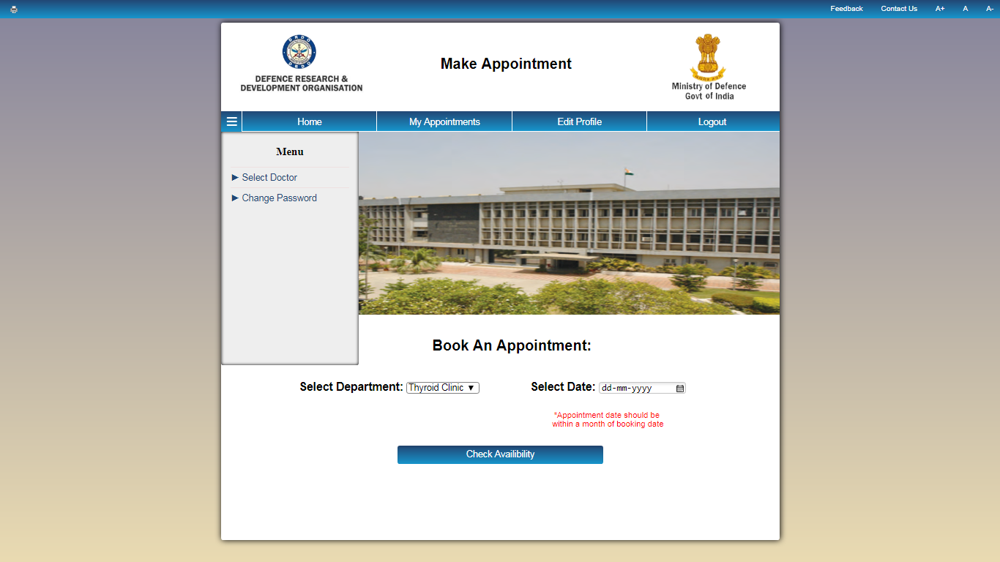 Feedback Contact Us A+ A A-
DRDO
DRDO
DEFENCE RESEARCH &
DEVELOPMENT ORGANISATION
Make Appointment
Ministry of Defence
Govt of India
Home My Appointments Edit Profile Logout
Menu
► Select Doctor
► Change Password
Book An Appointment:
Select Department: Thyroid Clinic ▼ Select Date: dd-mm-yyyy
*Appointment date should be
within a month of booking date
Check Availibility